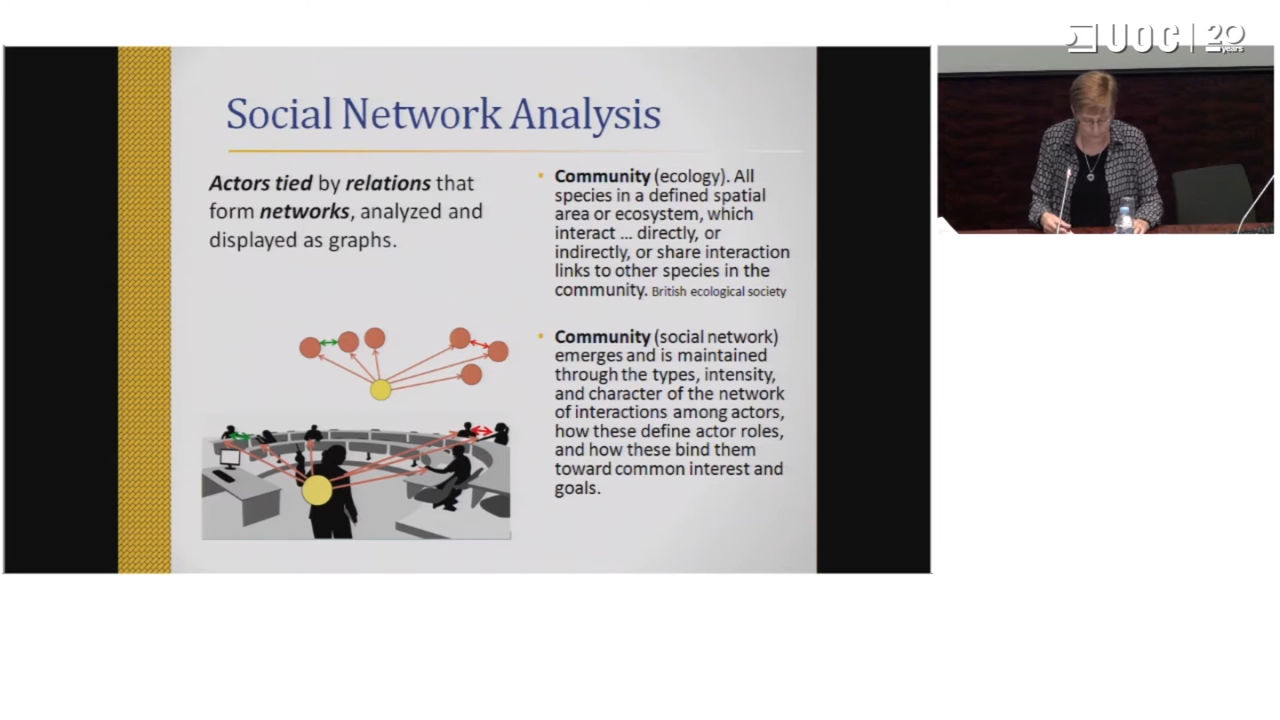 UOC 20 years
Social Network Analysis
Actors tied by relations that
form networks, analyzed and
displayed as graphs.
• Community (ecology). All
species in a defined spatial
area or ecosystem, which
interact ... directly, or
indirectly, or share interaction
links to other species in the
community. British ecological society
• Community (social network)
emerges and is maintained
through the types, intensity,
and character of the network
of interactions among actors,
how these define actor roles,
and how these bind them
toward common interest and
goals.